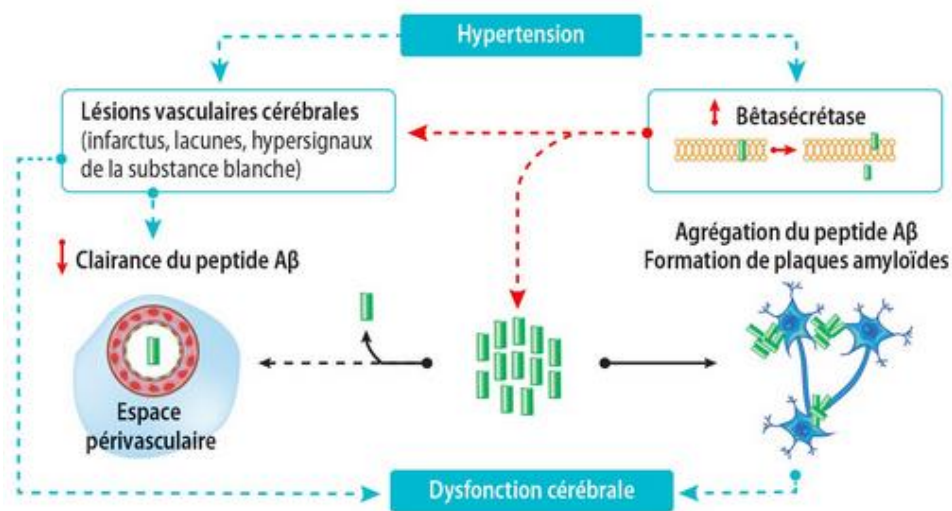 Hypertension
Lésions vasculaires cérébrales
(infarctus, lacunes, hypersignaux
de la substance blanche)
Bêtasécrétase
Clairance du peptide Aβ
Agrégation du peptide Aβ
Formation de plaques amyloïdes
Espace
périvasculaire
Dysfonction cérébrale